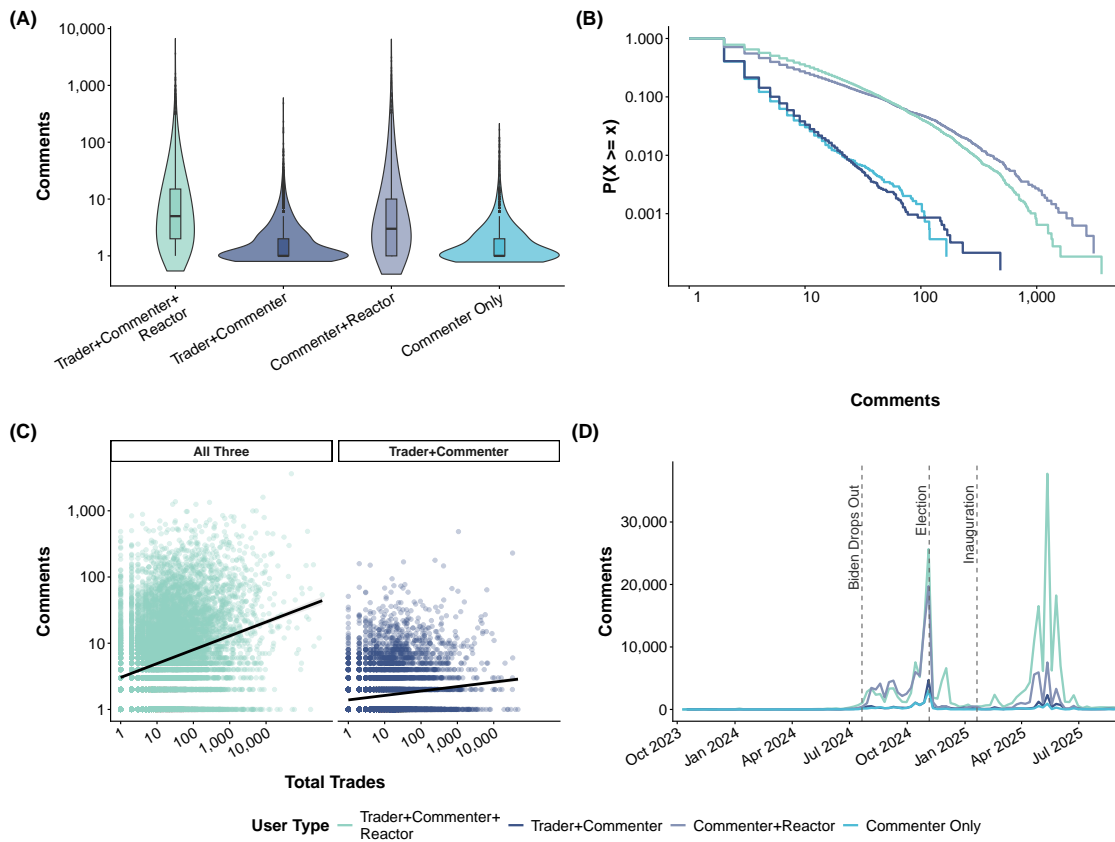 (A)
Comments
10,000
1,000
100
10
1
Trader+Commenter+
Reactor
Trader+Commenter
Commenter+Reactor
Commenter Only
(B)
P(X >= x)
1.000
0.100
0.010
0.001
1
10
100
1,000
Comments
(C)
All Three
Trader+Commenter
Comments
1,000
100
10
1
1
10
100
1,000
10,000
1
10
100
1,000
10,000
Total Trades
(D)
Comments
30,000
20,000
10,000
0
Biden Drops Out
Election
Inauguration
Oct 2023
Jan 2024
Apr 2024
Jul 2024
Oct 2024
Jan 2025
Apr 2025
Jul 2025
User Type
Trader+Commenter+
Reactor
Trader+Commenter
Commenter+Reactor
Commenter Only